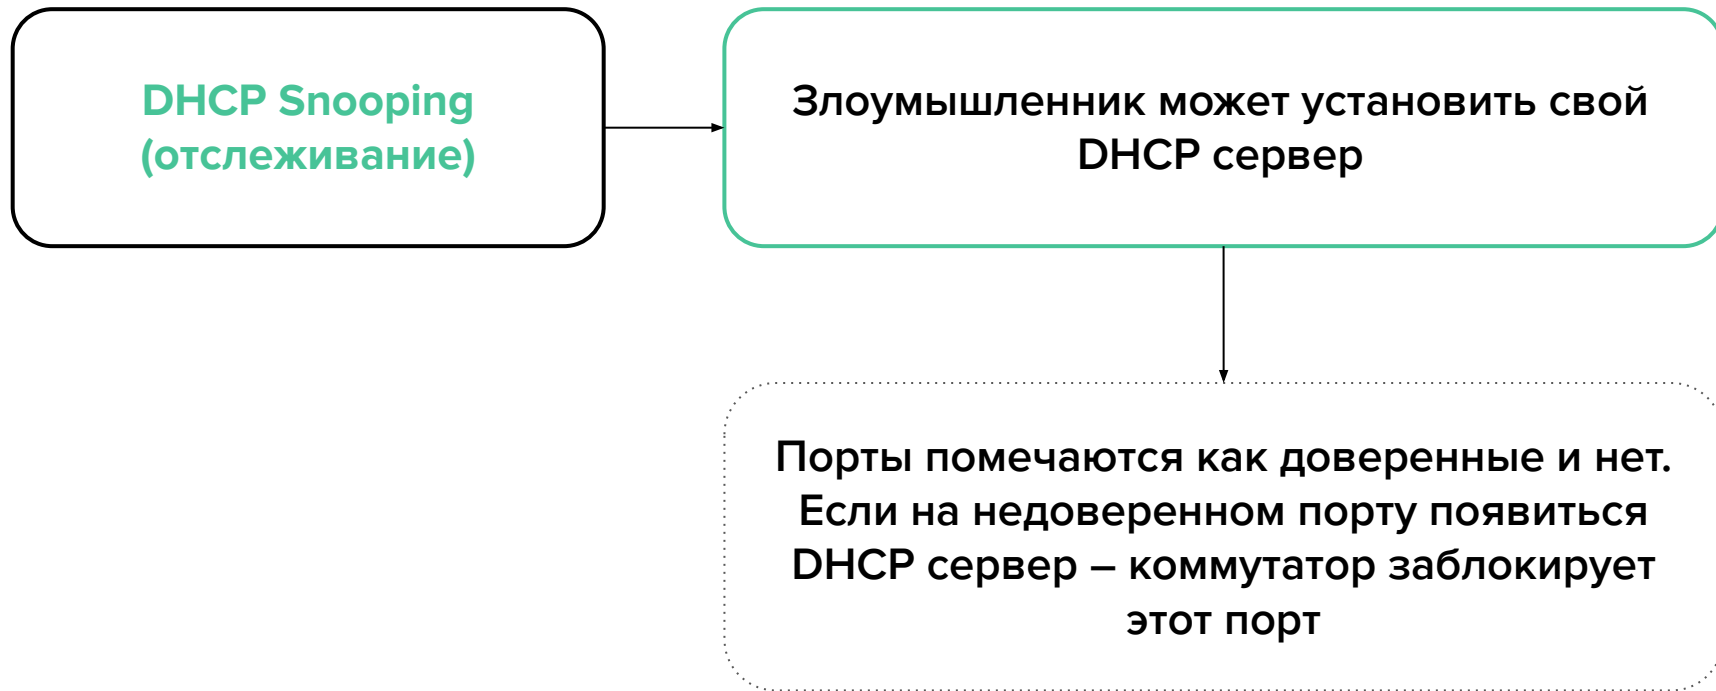 DHCP Snooping
(отслеживание)
Злоумышленник может установить свой
DHCP сервер
Порты помечаются как доверенные и нет.
Если на недоверенном порту появиться
DHCP сервер – коммутатор заблокирует
этот порт